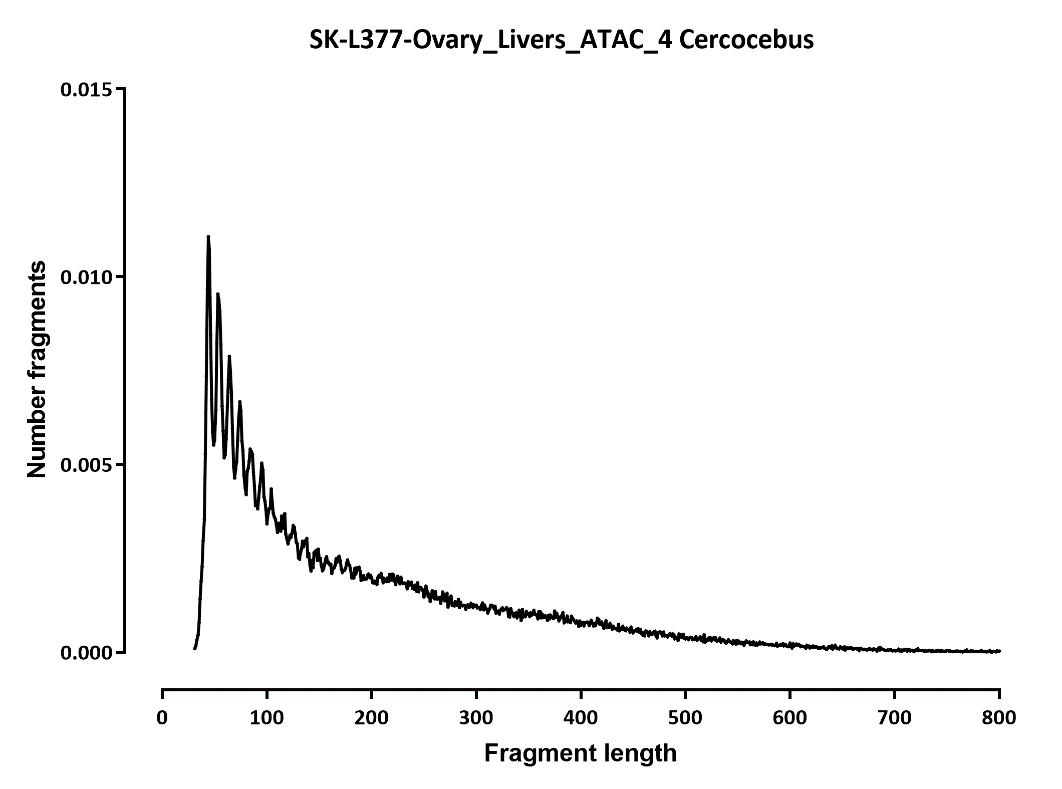 SK-L377-Ovary_Livers_ATAC_4 Cercocebus
0.015
0.010
0.005
0.000
Number fragments
0 100 200 300 400 500 600 700 800
Fragment length